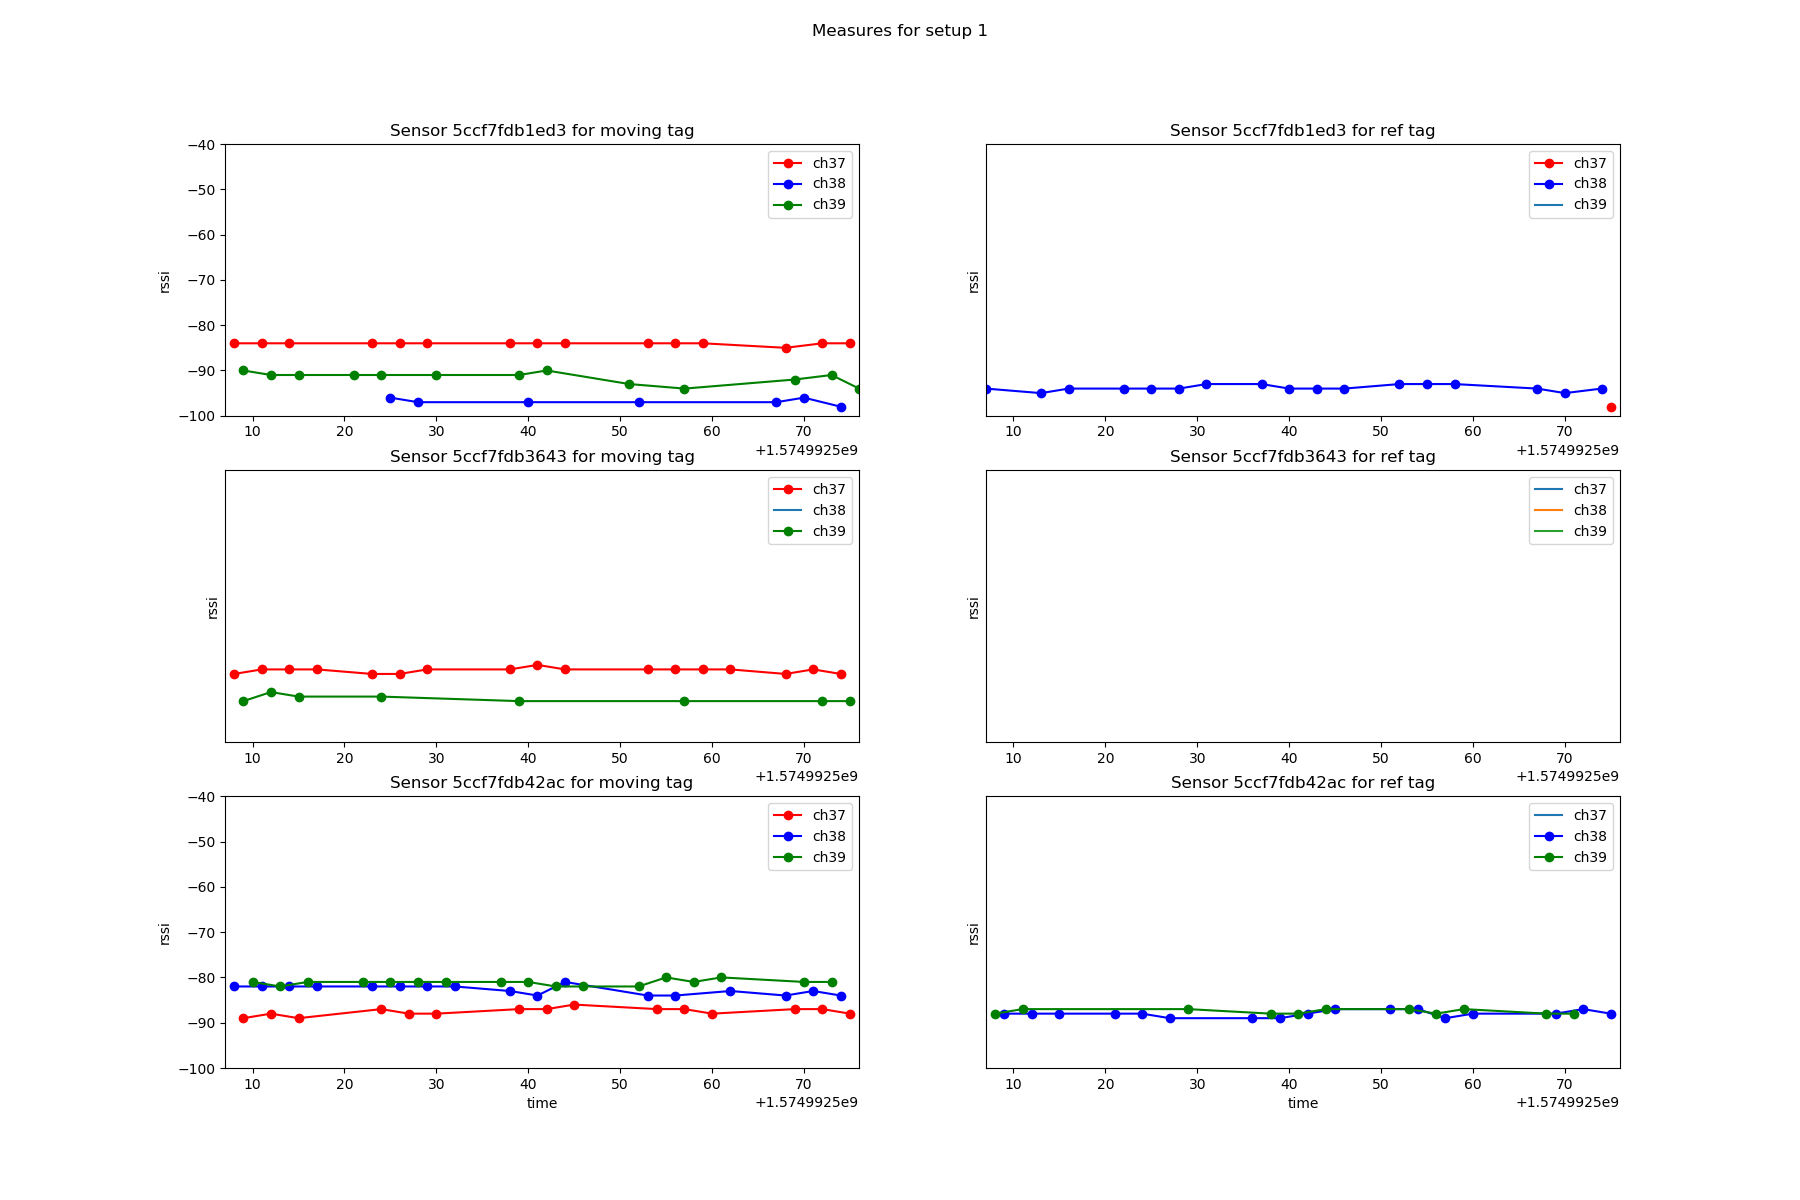 Measures for setup 1
Sensor 5ccf7fdb1ed3 for moving tag
−40
−50
−60
−70
−80
−90
−100
rssi
ch37
ch38
ch39
10 20 30 40 50 60 70
+1.5749925e9
Sensor 5ccf7fdb1ed3 for ref tag
rssi
ch37
ch38
ch39
10 20 30 40 50 60 70
+1.5749925e9
Sensor 5ccf7fdb3643 for moving tag
rssi
ch37
ch38
ch39
10 20 30 40 50 60 70
+1.5749925e9
Sensor 5ccf7fdb3643 for ref tag
rssi
ch37
ch38
ch39
10 20 30 40 50 60 70
+1.5749925e9
Sensor 5ccf7fdb42ac for moving tag
−40
−50
−60
−70
−80
−90
−100
rssi
ch37
ch38
ch39
10 20 30 40 50 60 70
time
+1.5749925e9
Sensor 5ccf7fdb42ac for ref tag
rssi
ch37
ch38
ch39
10 20 30 40 50 60 70
time
+1.5749925e9